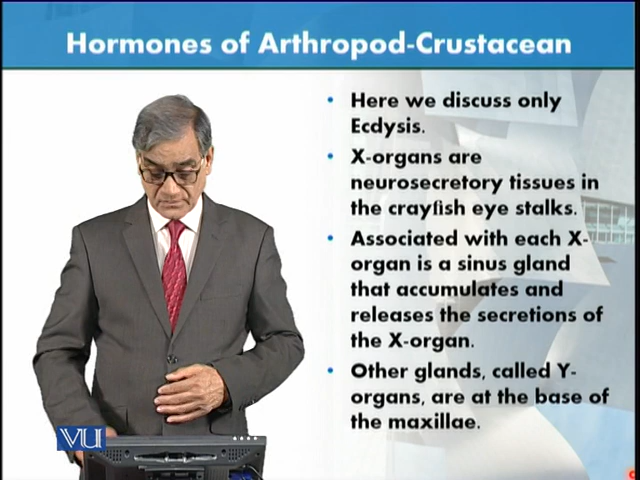 Hormones of Arthropod-Crustacean
• Here we discuss only
Ecdysis.
• X-organs are
neurosecretory tissues in
the crayfish eye stalks.
• Associated with each X-
organ is a sinus gland
that accumulates and
releases the secretions of
the X-organ.
• Other glands, called Y-
organs, are at the base of
the maxillae.
VU